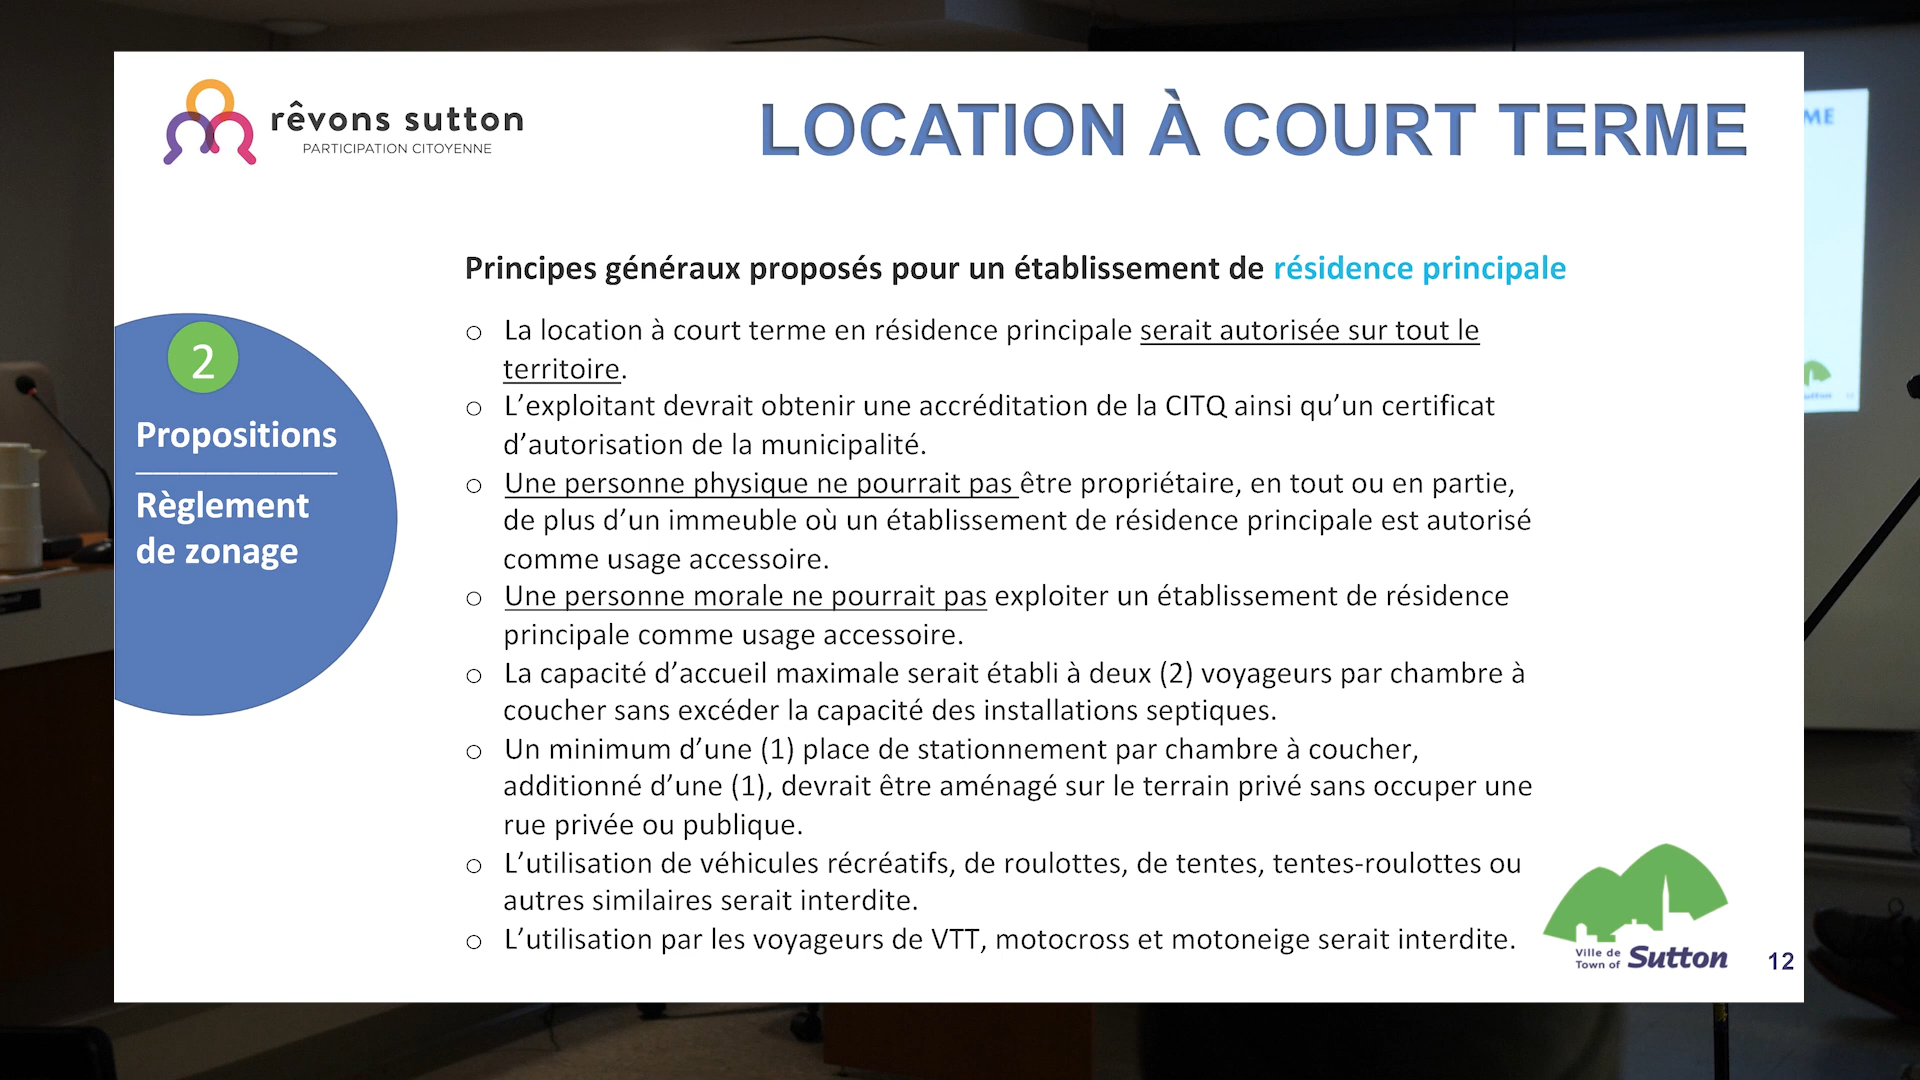 rêvons sutton
PARTICIPATION CITOYENNE
LOCATION À COURT TERME
Principes généraux proposés pour un établissement de résidence principale
2
Propositions
Règlement
de zonage
o La location à court terme en résidence principale serait autorisée sur tout le
territoire.
o L’exploitant devrait obtenir une accréditation de la CITQ ainsi qu’un certificat
d’autorisation de la municipalité.
o Une personne physique ne pourrait pas être propriétaire, en tout ou en partie,
de plus d’un immeuble où un établissement de résidence principale est autorisé
comme usage accessoire.
o Une personne morale ne pourrait pas exploiter un établissement de résidence
principale comme usage accessoire.
o La capacité d’accueil maximale serait établi à deux (2) voyageurs par chambre à
coucher sans excéder la capacité des installations septiques.
o Un minimum d’une (1) place de stationnement par chambre à coucher,
additionné d’une (1), devrait être aménagé sur le terrain privé sans occuper une
rue privée ou publique.
o L’utilisation de véhicules récréatifs, de roulottes, de tentes, tentes-roulottes ou
autres similaires serait interdite.
o L’utilisation par les voyageurs de VTT, motocross et motoneige serait interdite.
Ville de
Town of Sutton
12
ME